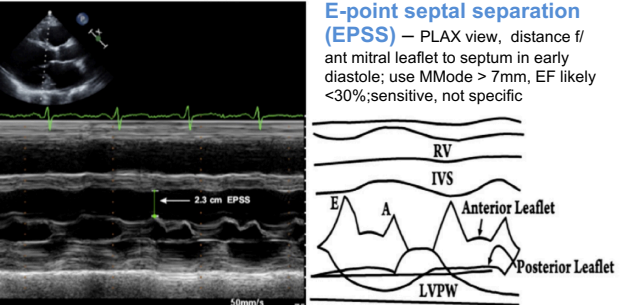 E-point septal separation
(EPSS) – PLAX view, distance f/
ant mitral leaflet to septum in early
diastole; use MMode > 7mm, EF likely
<30%;sensitive, not specific
2.3 cm EPSS
50mm/s
RV
IVS
E
A
Anterior Leaflet
Posterior Leaflet
LVPW